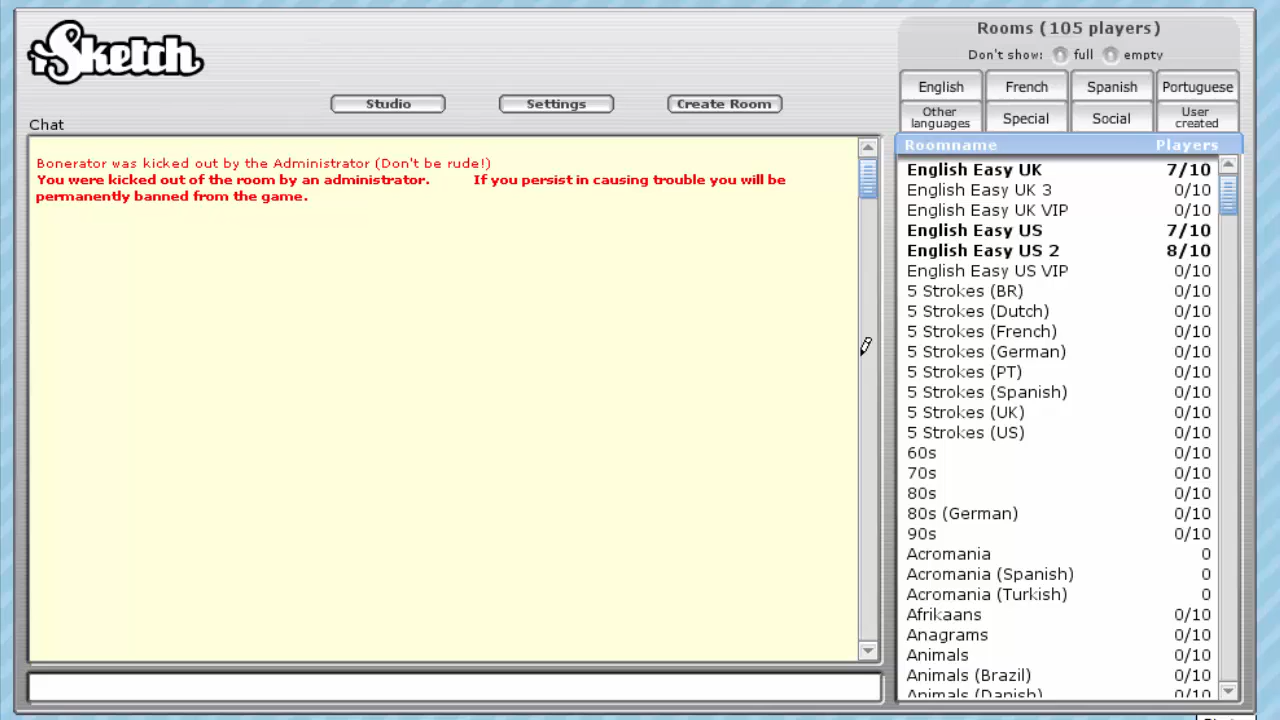 iSketch
Rooms (105 players)
Don't show: full empty
Studio
Settings
Create Room
English
French
Spanish
Portuguese
Other languages
Special
Social
User created
Chat
Roomname Players
Bonerator was kicked out by the Administrator (Don't be rude!)
You were kicked out of the room by an administrator. If you persist in causing trouble you will be
permanently banned from the game.
English Easy UK 7/10
English Easy UK 3 0/10
English Easy UK VIP 0/10
English Easy US 7/10
English Easy US 2 8/10
English Easy US VIP 0/10
5 Strokes (BR) 0/10
5 Strokes (Dutch) 0/10
5 Strokes (French) 0/10
5 Strokes (German) 0/10
5 Strokes (PT) 0/10
5 Strokes (Spanish) 0/10
5 Strokes (UK) 0/10
5 Strokes (US) 0/10
60s 0/10
70s 0/10
80s 0/10
80s (German) 0/10
90s 0/10
Acromania 0
Acromania (Spanish) 0
Acromania (Turkish) 0
Afrikaans 0/10
Anagrams 0/10
Animals 0/10
Animals (Brazil) 0/10
Animals (Danish) 0/10